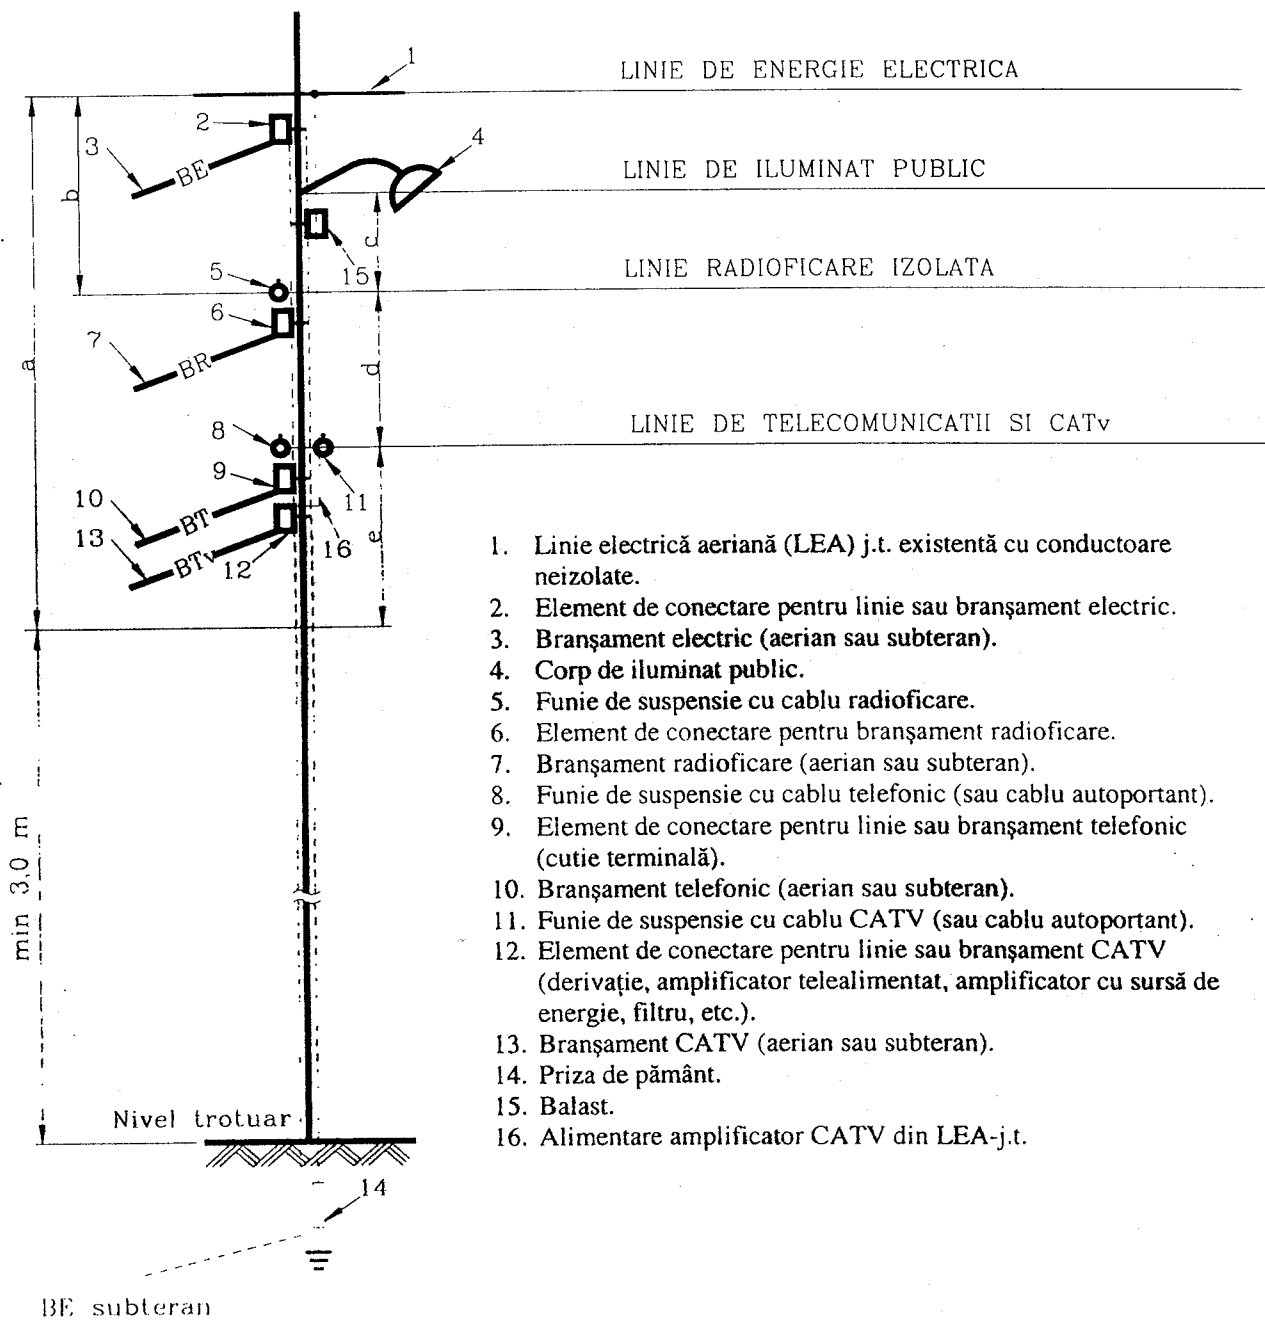 1
LINIE DE ENERGIE ELECTRICA
2
3
BE
4
LINIE DE ILUMINAT PUBLIC
b
c
15
5
LINIE RADIOFICARE IZOLATA
6
7
BR
a
d
LINIE DE TELECOMUNICATII SI CATv
8
9
11
10
BT
13
BTv
12
16
e
1. Linie electrică aeriană (LEA) j.t. existentă cu conductoare
neizolate.
2. Element de conectare pentru linie sau branşament electric.
3. Branşament electric (aerian sau subteran).
4. Corp de iluminat public.
5. Funie de suspensie cu cablu radioficare.
6. Element de conectare pentru branşament radioficare.
7. Branşament radioficare (aerian sau subteran).
8. Funie de suspensie cu cablu telefonic (sau cablu autoportant).
9. Element de conectare pentru linie sau branşament telefonic
(cutie terminală).
10. Branşament telefonic (aerian sau subteran).
11. Funie de suspensie cu cablu CATV (sau cablu autoportant).
12. Element de conectare pentru linie sau branşament CATV
(derivaţie, amplificator telealimentat, amplificator cu sursă de
energie, filtru, etc.).
13. Branşament CATV (aerian sau subteran).
14. Priza de pământ.
15. Balast.
16. Alimentare amplificator CATV din LEA-j.t.
min 3,0 m
Nivel trotuar
14
BE subteran